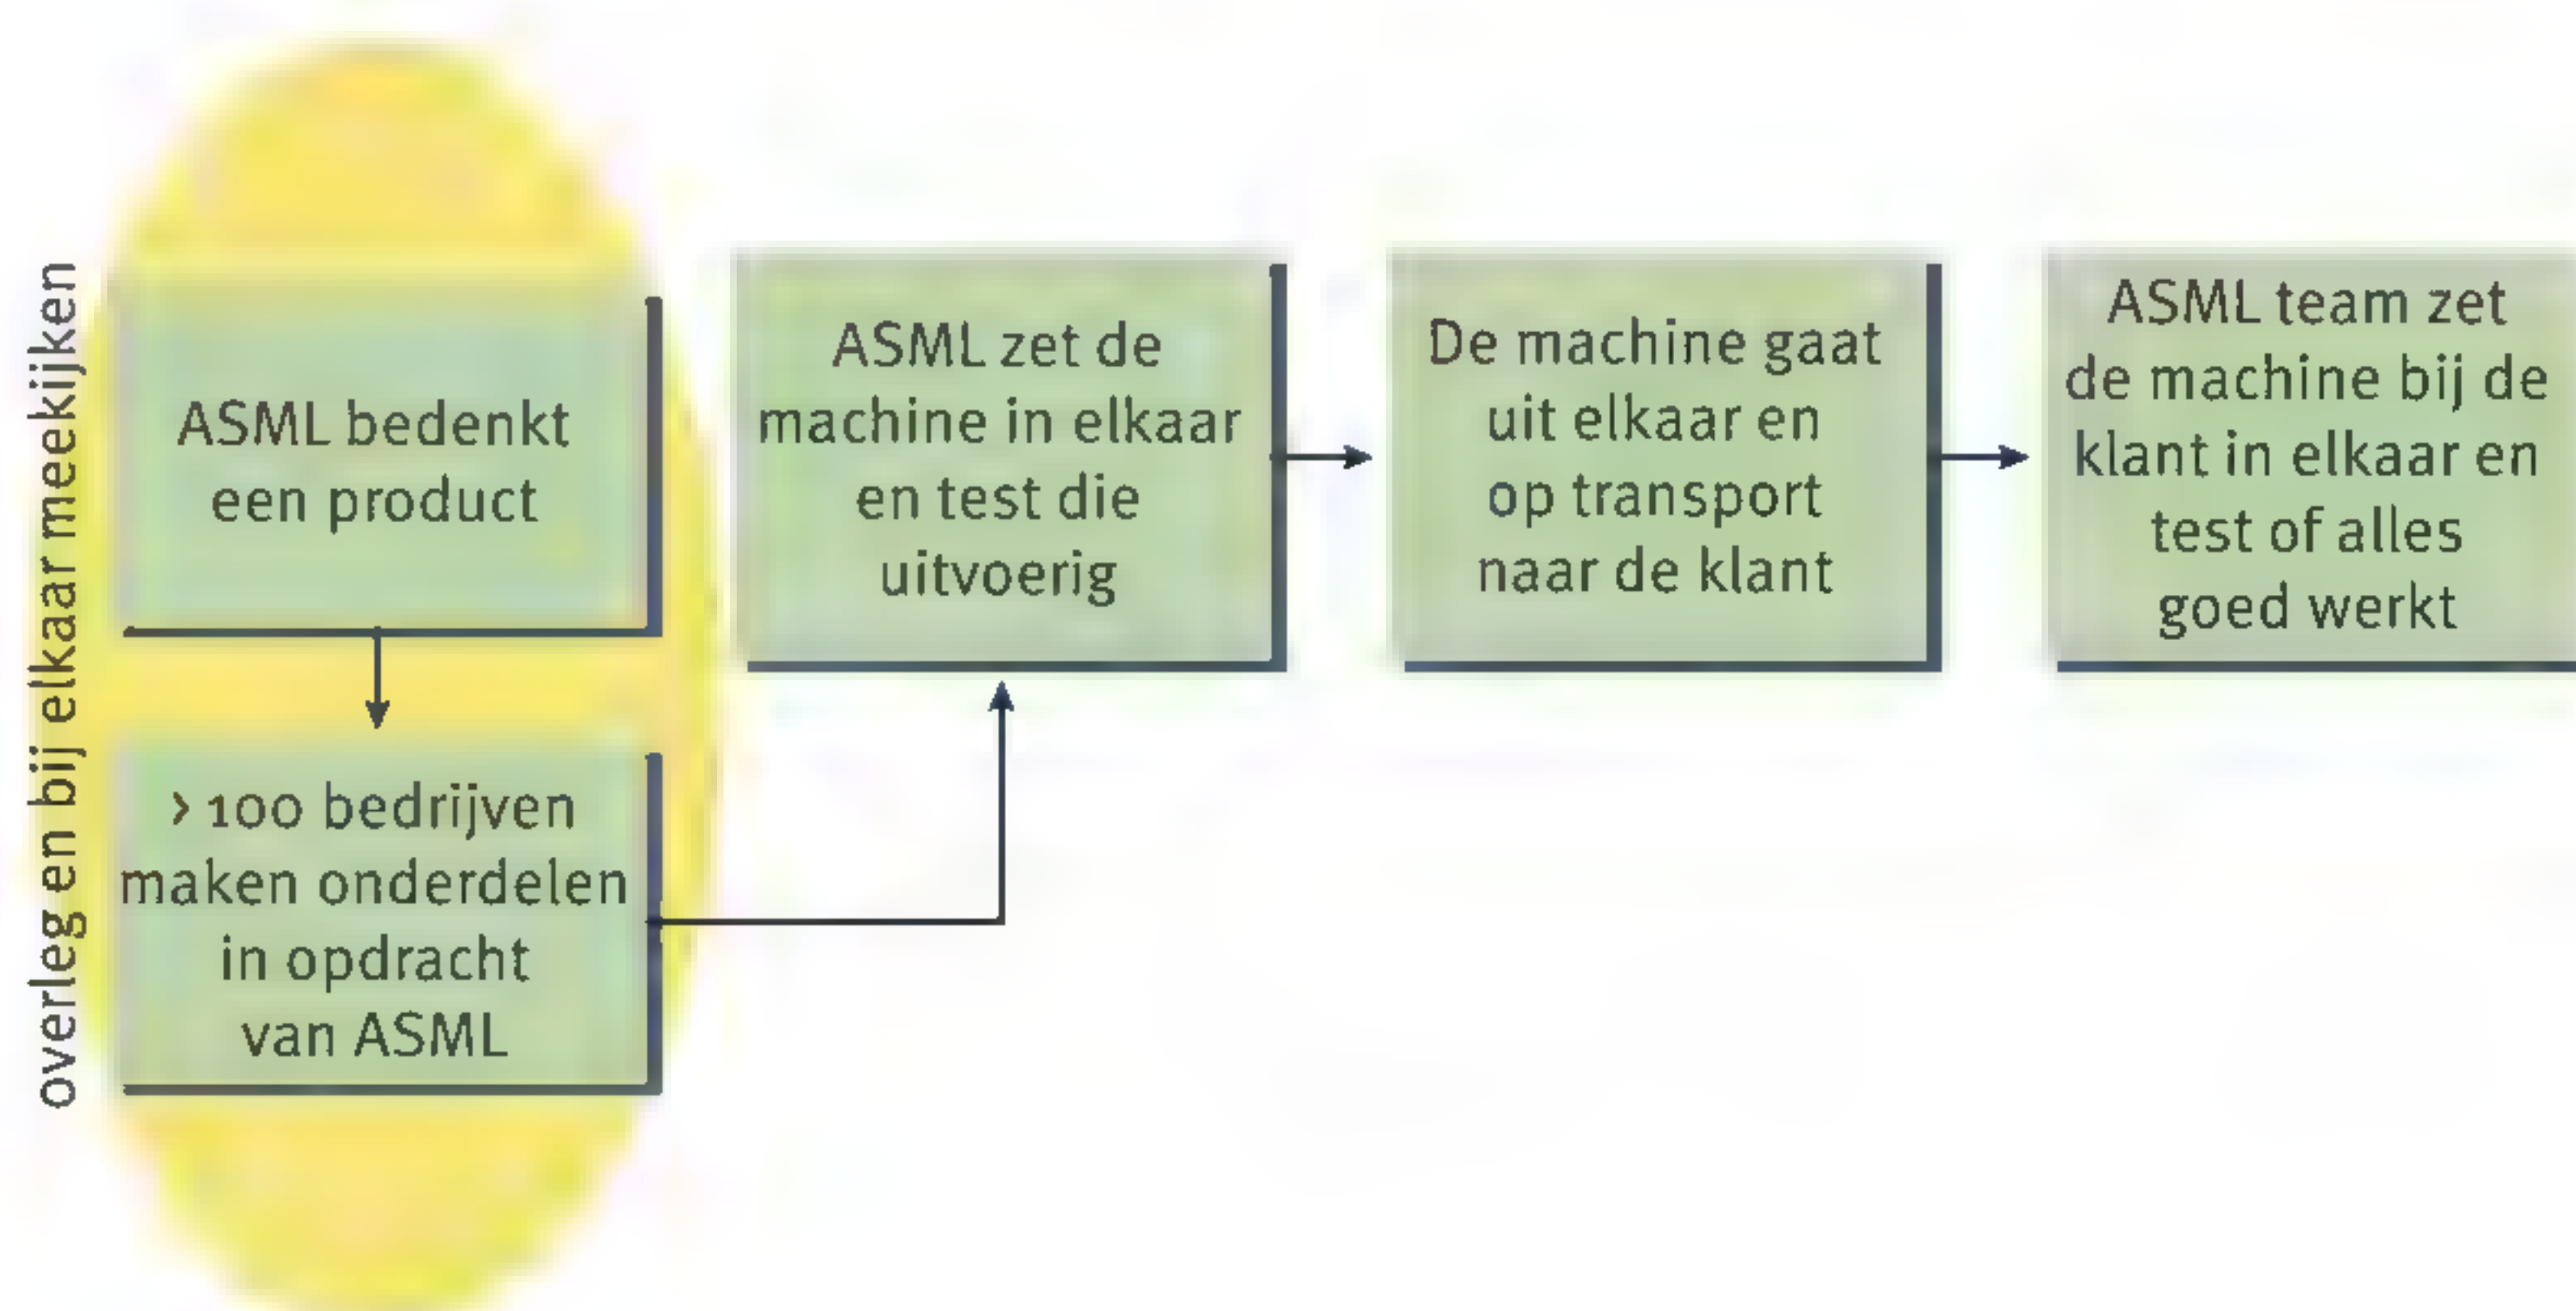 overleg en bij elkaar meekijken
ASML bedenkt
een product
> 100 bedrijven
maken onderdelen
in opdracht
van ASML
ASML zet de
machine in elkaar
en test die
uitvoerig
De machine gaat
uit elkaar en
op transport
naar de klant
ASML team zet
de machine bij de
klant in elkaar en
test of alles
goed werkt